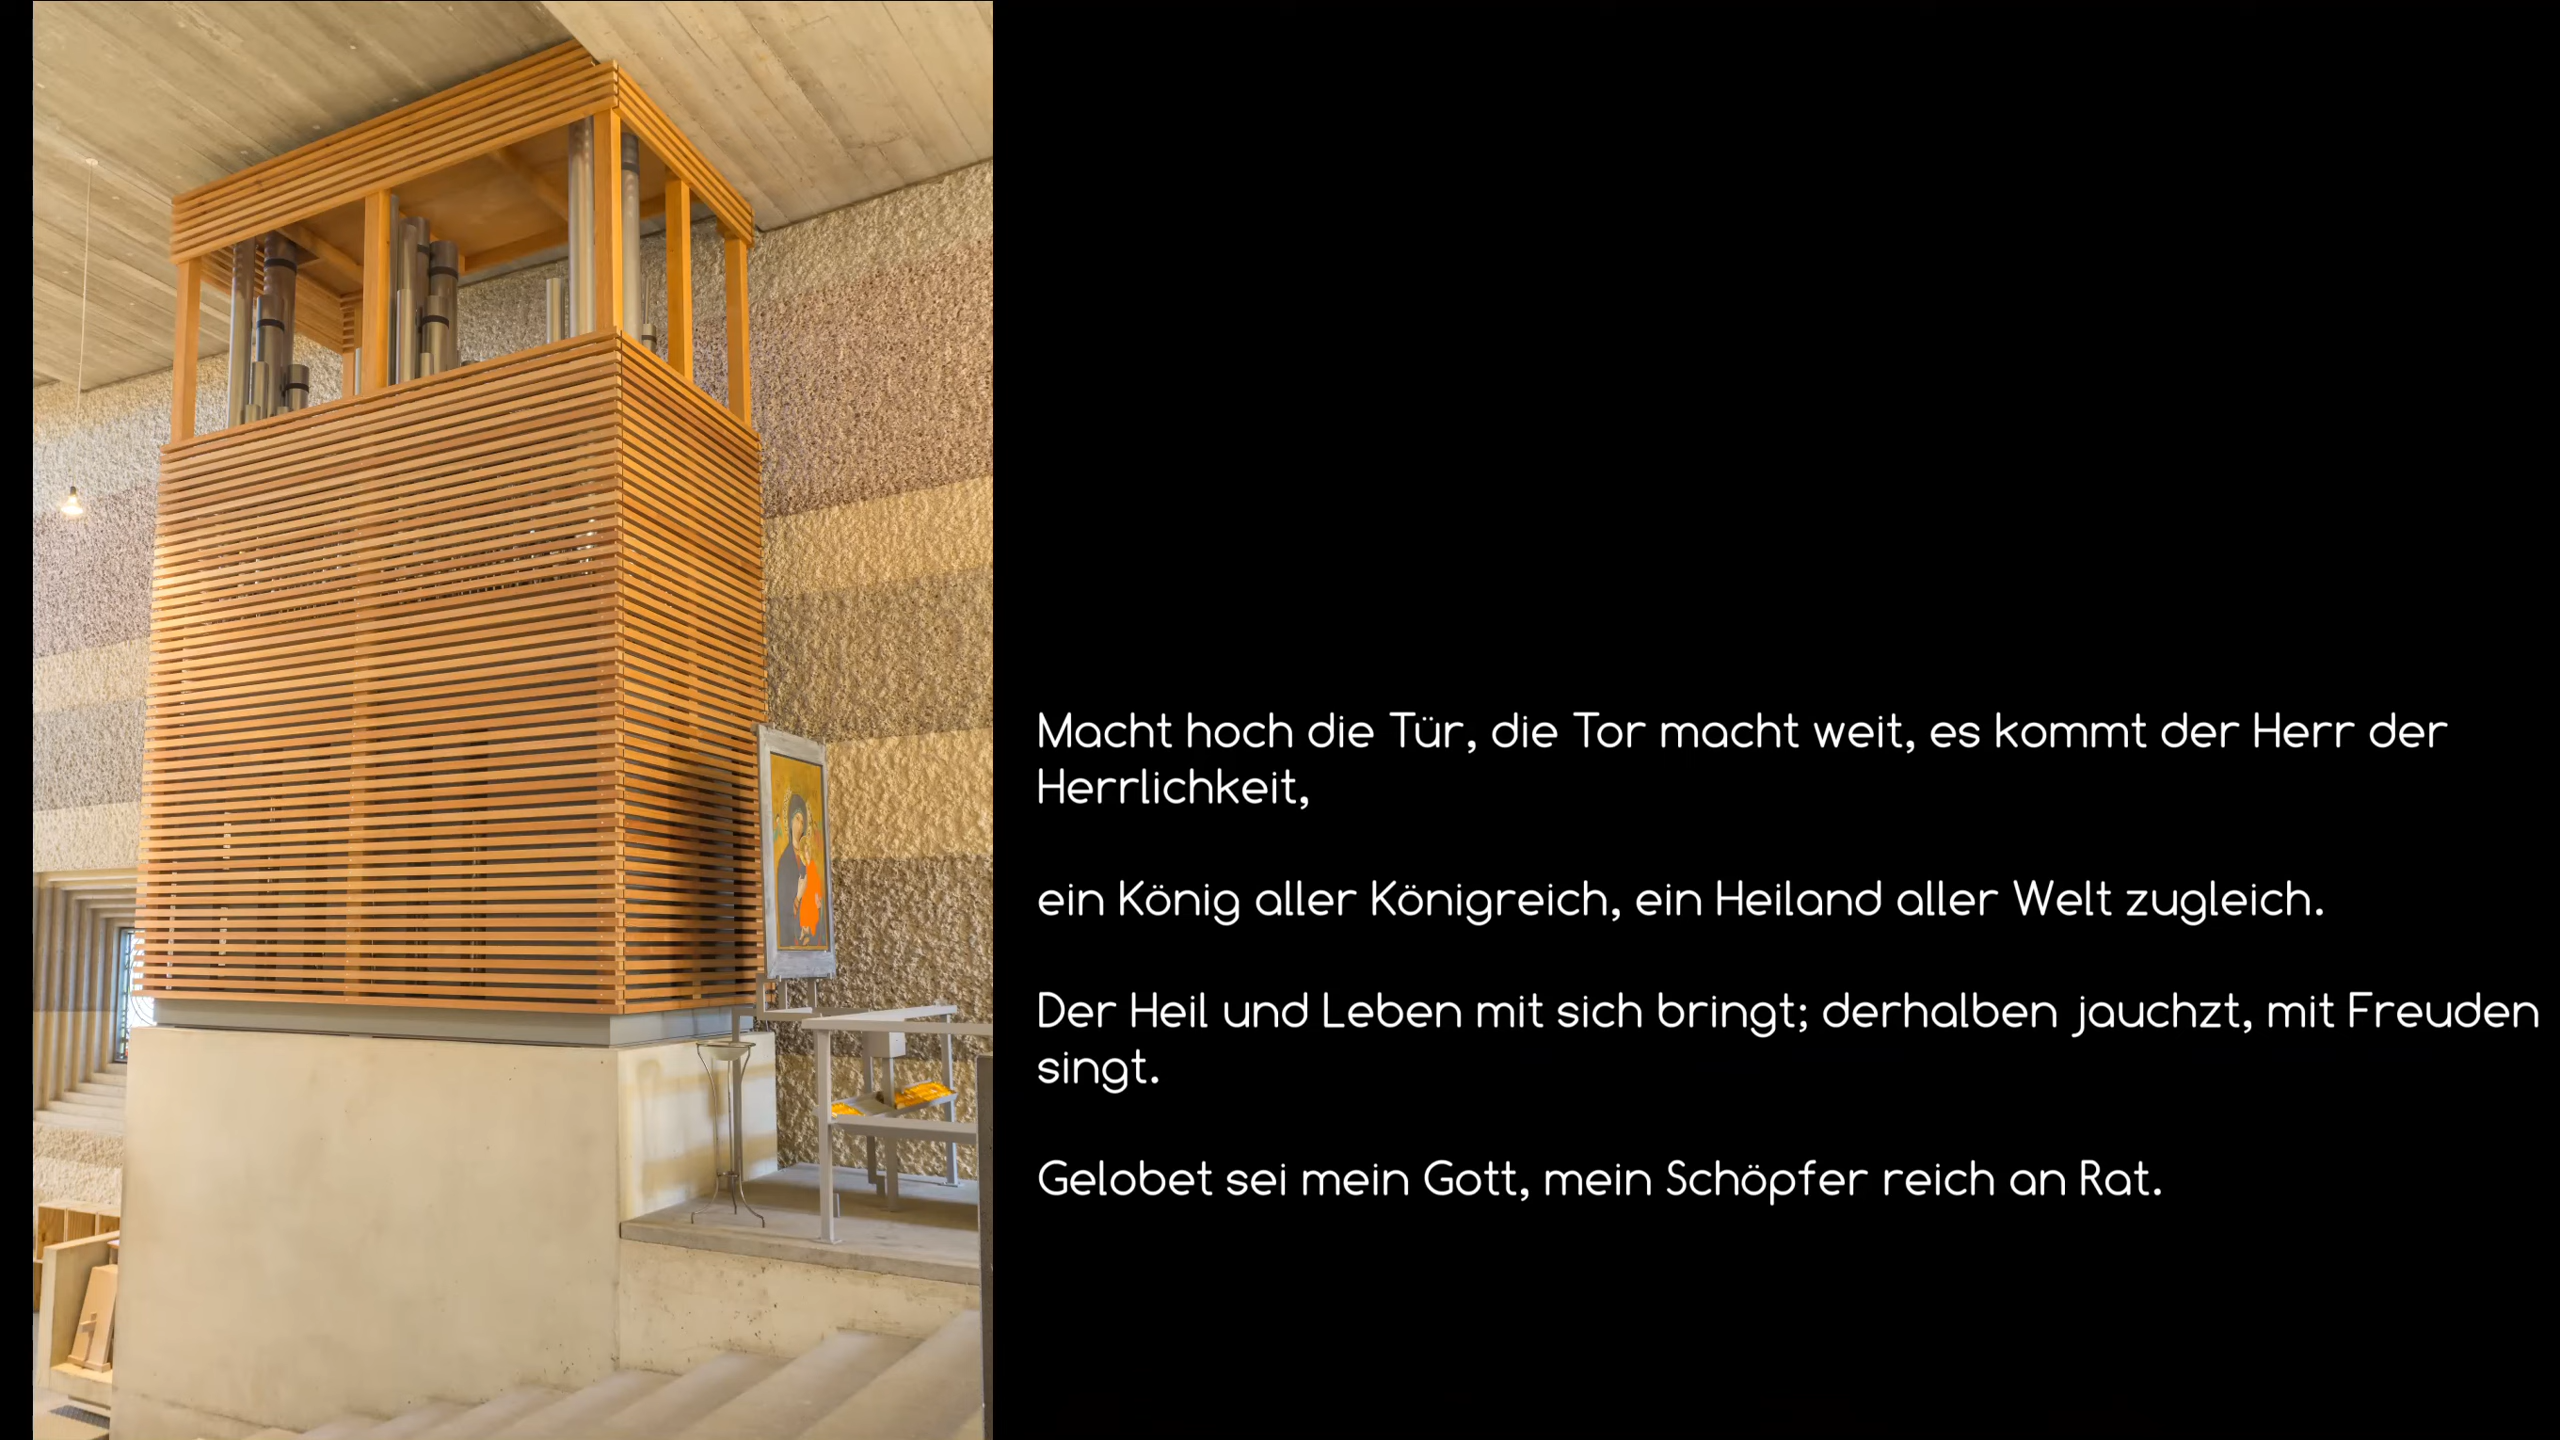 Macht hoch die Tür, die Tor macht weit, es kommt der Herr der
Herrlichkeit,
ein König aller Königreich, ein Heiland aller Welt zugleich.
Der Heil und Leben mit sich bringt; derhalben jauchzt, mit Freuden
singt.
Gelobet sei mein Gott, mein Schöpfer reich an Rat.